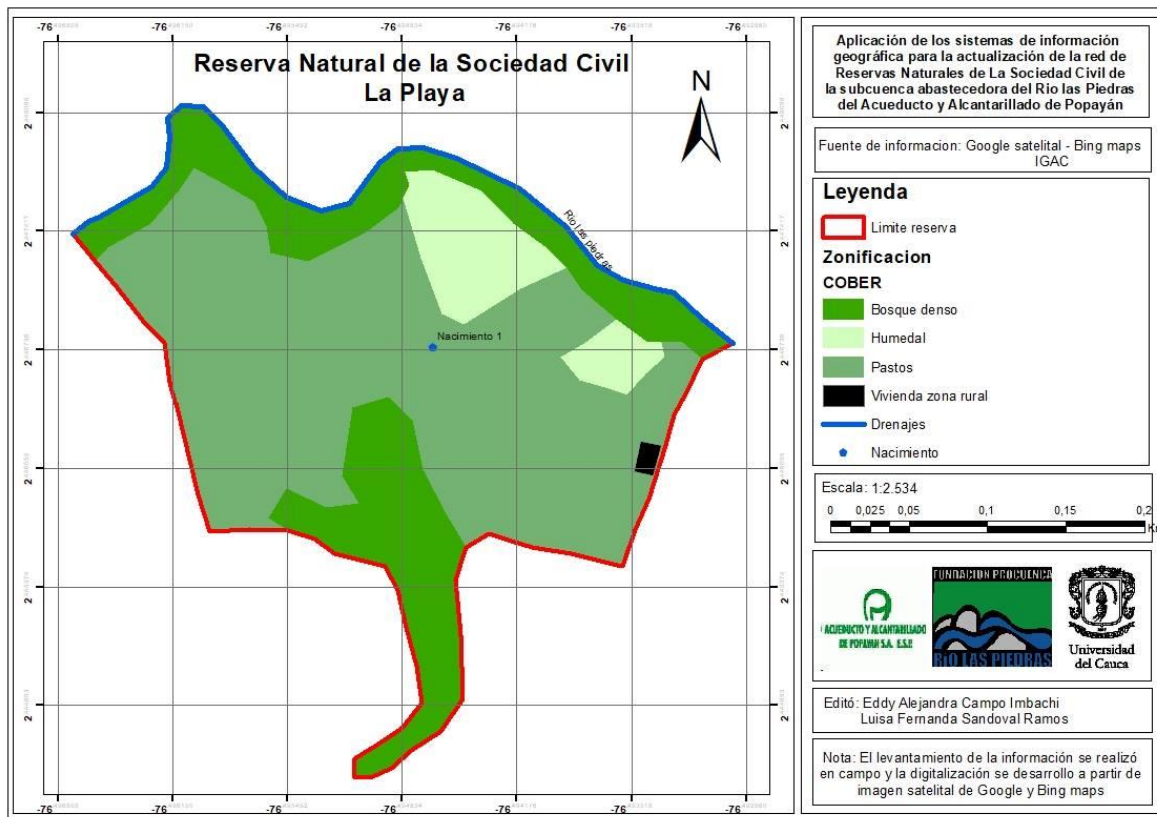 Reserva Natural de la Sociedad Civil
La Playa
N
Rio las piedras
Nacimiento 1
Aplicación de los sistemas de información
geográfica para la actualización de la red de
Reservas Naturales de La Sociedad Civil de
la subcuenca abastecedora del Rio las Piedras
del Acueducto y Alcantarillado de Popayán
Fuente de informacion: Google satelital - Bing maps
IGAC
Leyenda
Limite reserva
Zonificacion
COBER
Bosque denso
Humedal
Pastos
Vivienda zona rural
Drenajes
Nacimiento
Escala: 1:2.534
0 0,025 0,05 0,1 0,15 0,2
ACUEDUCTO Y ALCANTARILLADO
DE POPAYAN S.A. E.S.P.
FUNDACION PROCUENCA
RIO LAS PIEDRAS
Universidad
del Cauca
Editó: Eddy Alejandra Campo Imbachi
Luisa Fernanda Sandoval Ramos
Nota: El levantamiento de la información se realizó
en campo y la digitalización se desarrollo a partir de
imagen satelital de Google y Bing maps